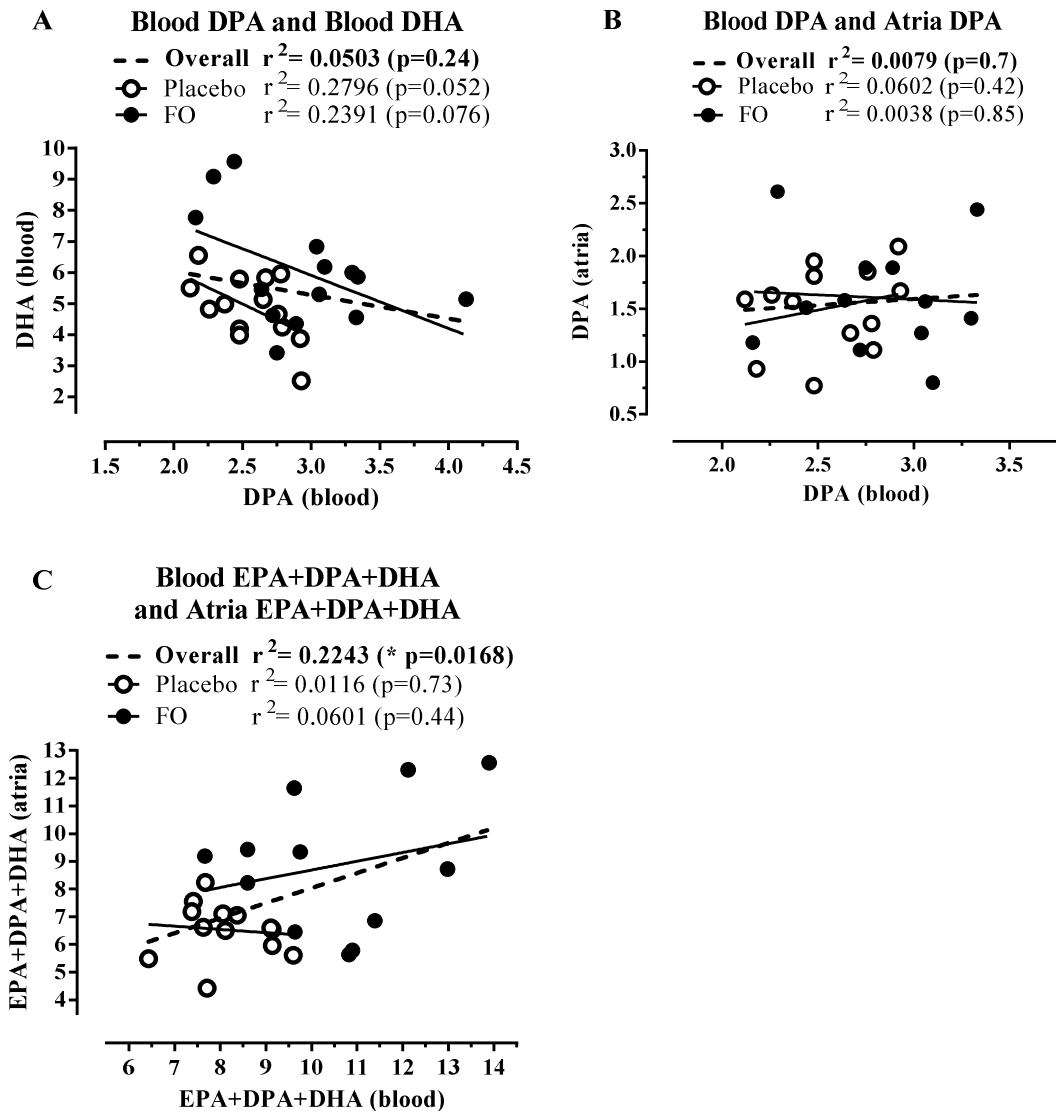 A
Blood DPA and Blood DHA
Overall r²= 0.0503 (p=0.24)
Placebo r²= 0.2796 (p=0.052)
FO r²= 0.2391 (p=0.076)
10
9
8
7
6
5
4
3
2
DHA (blood)
1.5 2.0 2.5 3.0 3.5 4.0 4.5
DPA (blood)
B
Blood DPA and Atria DPA
Overall r²= 0.0079 (p=0.7)
Placebo r²= 0.0602 (p=0.42)
FO r²= 0.0038 (p=0.85)
3.0
2.5
2.0
1.5
1.0
0.5
DPA (atria)
2.0 2.5 3.0 3.5
DPA (blood)
C
Blood EPA+DPA+DHA
and Atria EPA+DPA+DHA
Overall r²= 0.2243 (* p=0.0168)
Placebo r²= 0.0116 (p=0.73)
FO r²= 0.0601 (p=0.44)
13
12
11
10
9
8
7
6
5
4
EPA+DPA+DHA (atria)
6 7 8 9 10 11 12 13 14
EPA+DPA+DHA (blood)